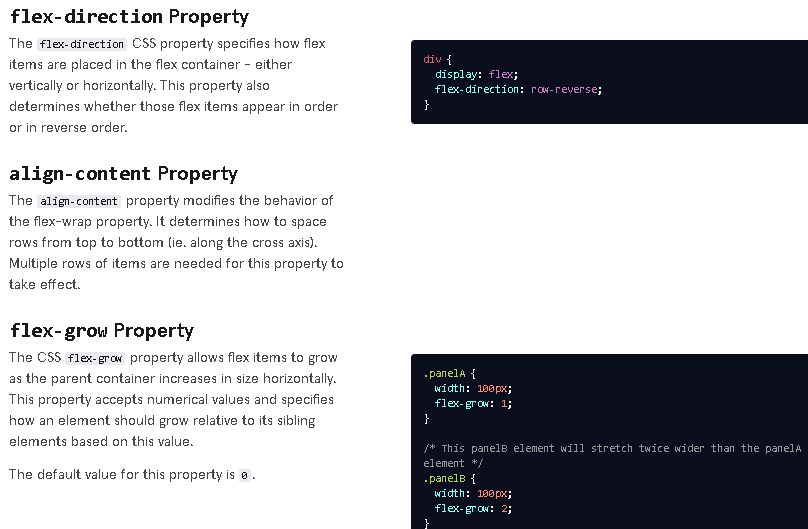 flex-direction Property
The flex-direction CSS property specifies how flex
items are placed in the flex container - either
vertically or horizontally. This property also
determines whether those flex items appear in order
or in reverse order.
div {
display: flex;
flex-direction: row-reverse;
}
align-content Property
The align-content property modifies the behavior of
the flex-wrap property. It determines how to space
rows from top to bottom (ie. along the cross axis).
Multiple rows of items are needed for this property to
take effect.
flex-grow Property
The CSS flex-grow property allows flex items to grow
as the parent container increases in size horizontally.
This property accepts numerical values and specifies
how an element should grow relative to its sibling
elements based on this value.
The default value for this property is 0.
.panelA {
width: 100px;
flex-grow: 1;
}
/* This panelB element will stretch twice wider than the panelA
element */
.panelB {
width: 100px;
flex-grow: 2;
}